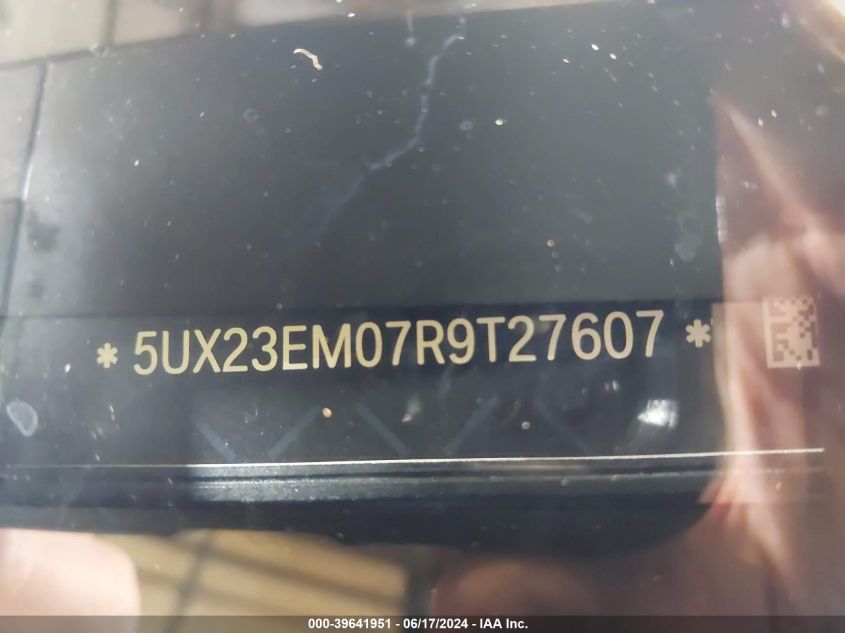 * 5UX23EM07R9T27607 *
000-39641951 - 06/17/2024 - IAA Inc.